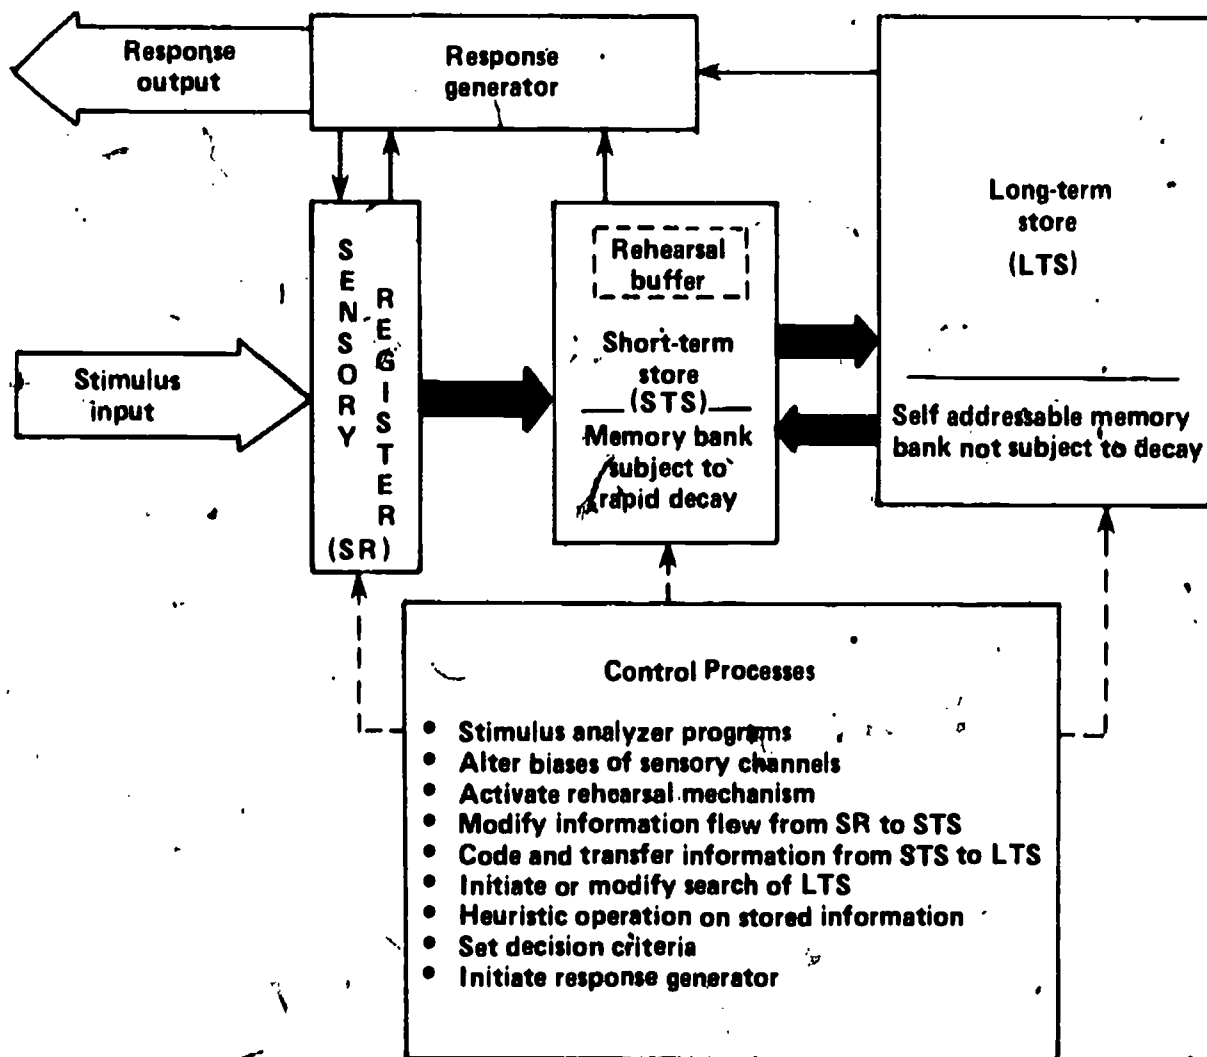 Response
output
Response
generator
Long-term
store
(LTS)
Self addressable memory
bank not subject to decay
SENSORY
REGISTER
(SR)
Rehearsal
buffer
Short-term
store
(STS)
Memory bank
subject to
rapid decay
Stimulus
input
Control Processes
• Stimulus analyzer programs
• Alter biases of sensory channels
• Activate rehearsal mechanism
• Modify information flow from SR to STS
• Code and transfer information from STS to LTS
• Initiate or modify search of LTS
• Heuristic operation on stored information
• Set decision criteria
• Initiate response generator